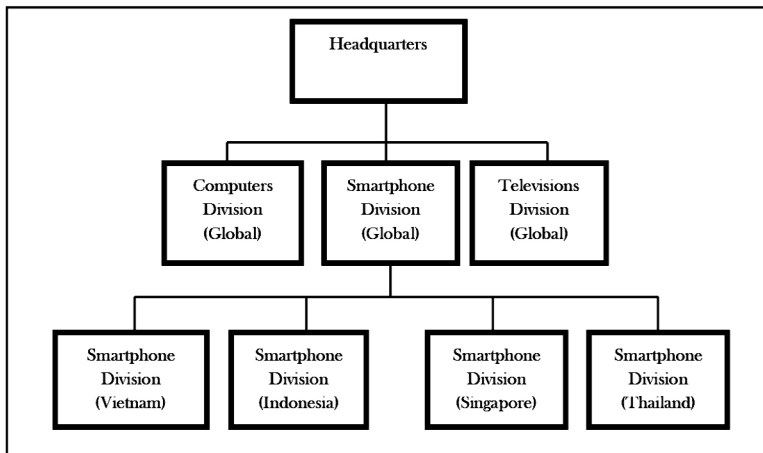 Headquarters
Computers
Division
(Global)
Smartphone
Division
(Global)
Televisions
Division
(Global)
Smartphone
Division
(Vietnam)
Smartphone
Division
(Indonesia)
Smartphone
Division
(Singapore)
Smartphone
Division
(Thailand)